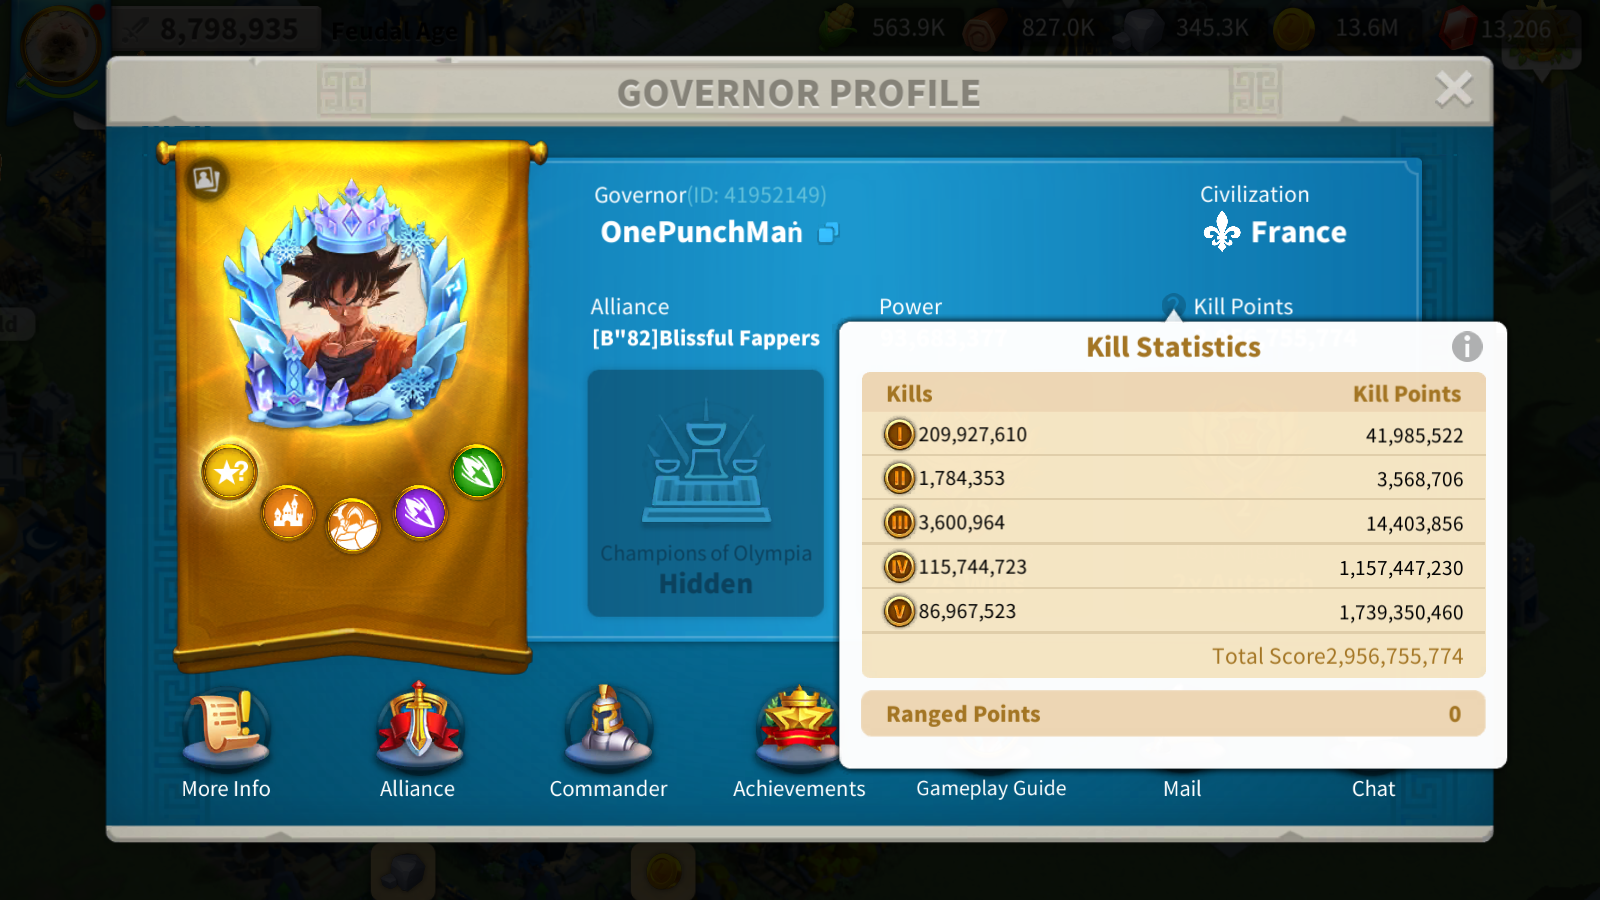 8,798,935
Feudal Age
563.9K
827.0K
345.3K
13.6M
13,206
GOVERNOR PROFILE
Governor(ID: 41952149)
OnePunchMaṅ
Civilization
France
Alliance
[B"82]Blissful Fappers
Power
? Kill Points
Kill Statistics
i
Kills Kill Points
I 209,927,610 41,985,522
II 1,784,353 3,568,706
III 3,600,964 14,403,856
IV 115,744,723 1,157,447,230
V 86,967,523 1,739,350,460
Total Score2,956,755,774
Ranged Points 0
Champions of Olympia
Hidden
?
More Info
Alliance
Commander
Achievements
Gameplay Guide
Mail
Chat